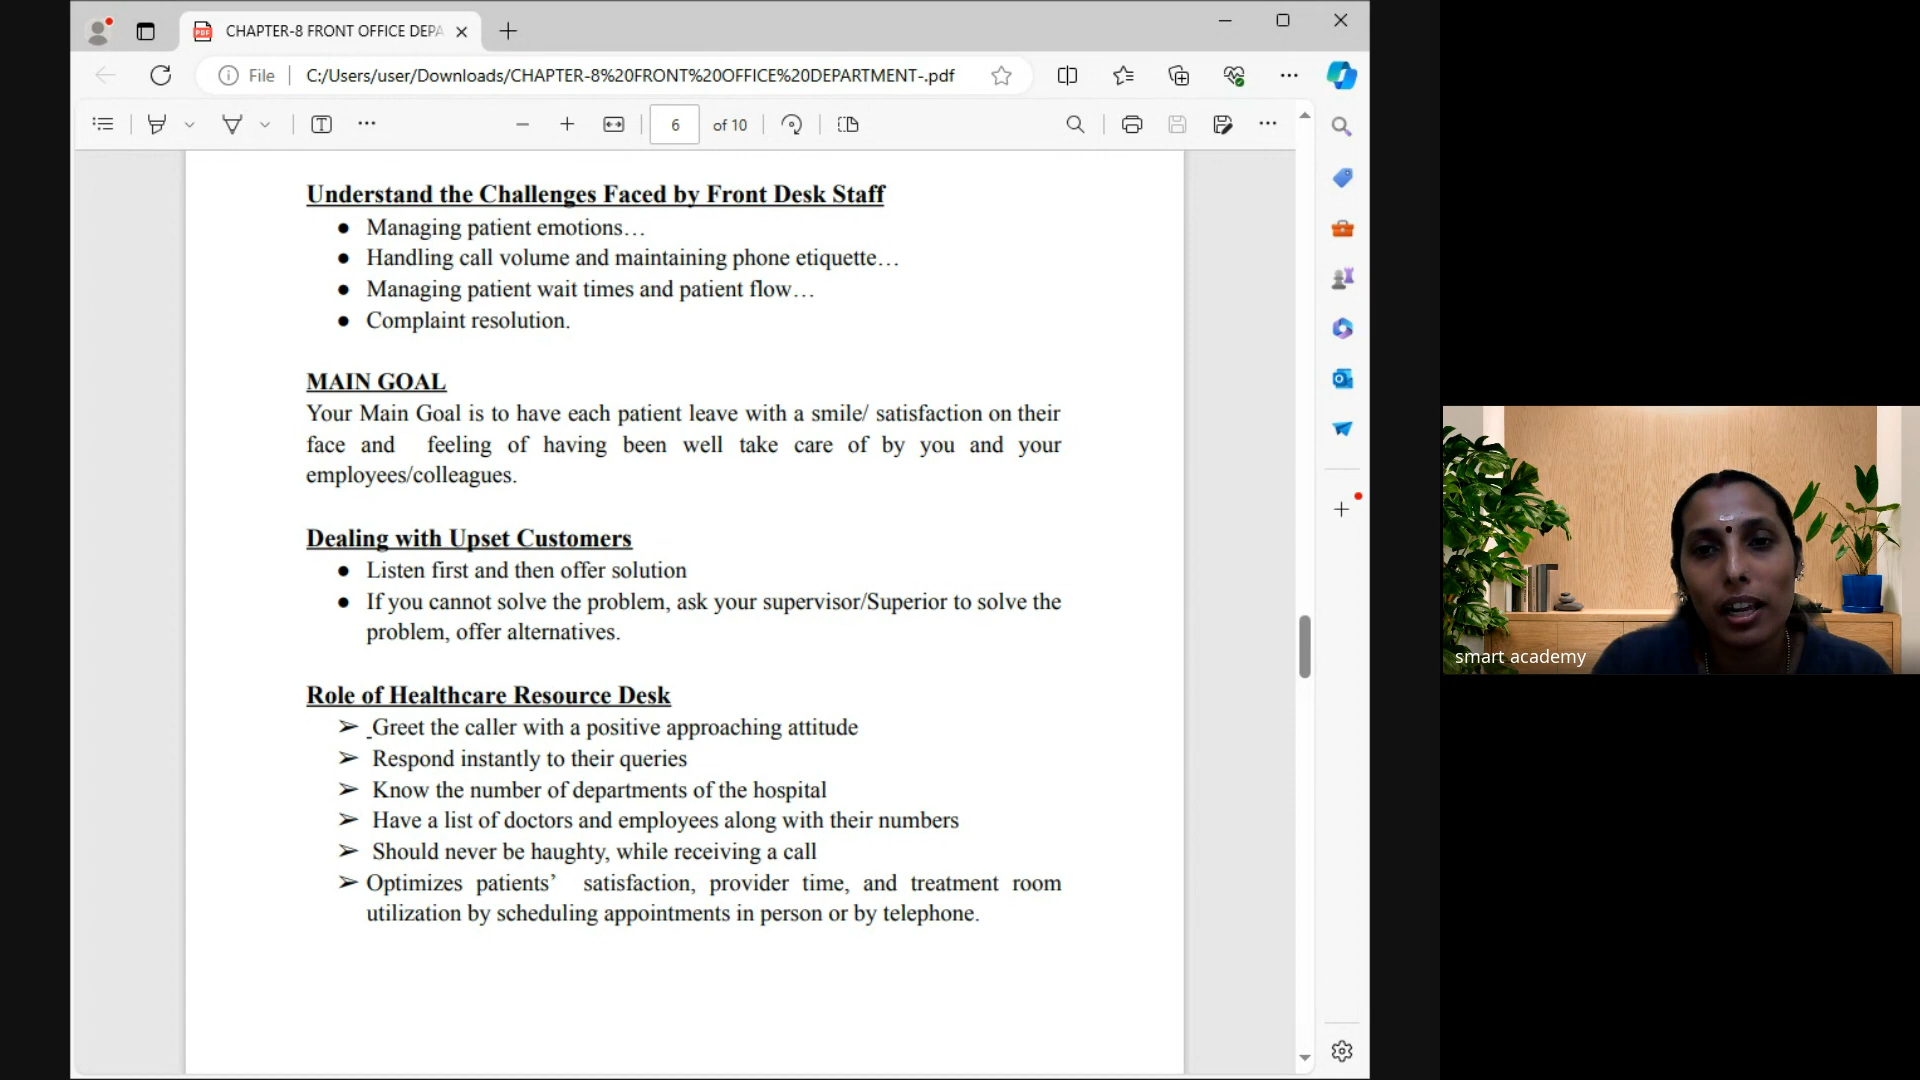 CHAPTER-8 FRONT OFFICE DEPA
File
C:/Users/user/Downloads/CHAPTER-8%20FRONT%20OFFICE%20DEPARTMENT-.pdf
6 of 10
Understand the Challenges Faced by Front Desk Staff
● Managing patient emotions…
● Handling call volume and maintaining phone etiquette…
● Managing patient wait times and patient flow…
● Complaint resolution.
MAIN GOAL
Your Main Goal is to have each patient leave with a smile/ satisfaction on their
face and feeling of having been well take care of by you and your
employees/colleagues.
Dealing with Upset Customers
● Listen first and then offer solution
● If you cannot solve the problem, ask your supervisor/Superior to solve the
problem, offer alternatives.
Role of Healthcare Resource Desk
➢ Greet the caller with a positive approaching attitude
➢ Respond instantly to their queries
➢ Know the number of departments of the hospital
➢ Have a list of doctors and employees along with their numbers
➢ Should never be haughty, while receiving a call
➢ Optimizes patients’ satisfaction, provider time, and treatment room
utilization by scheduling appointments in person or by telephone.
smart academy